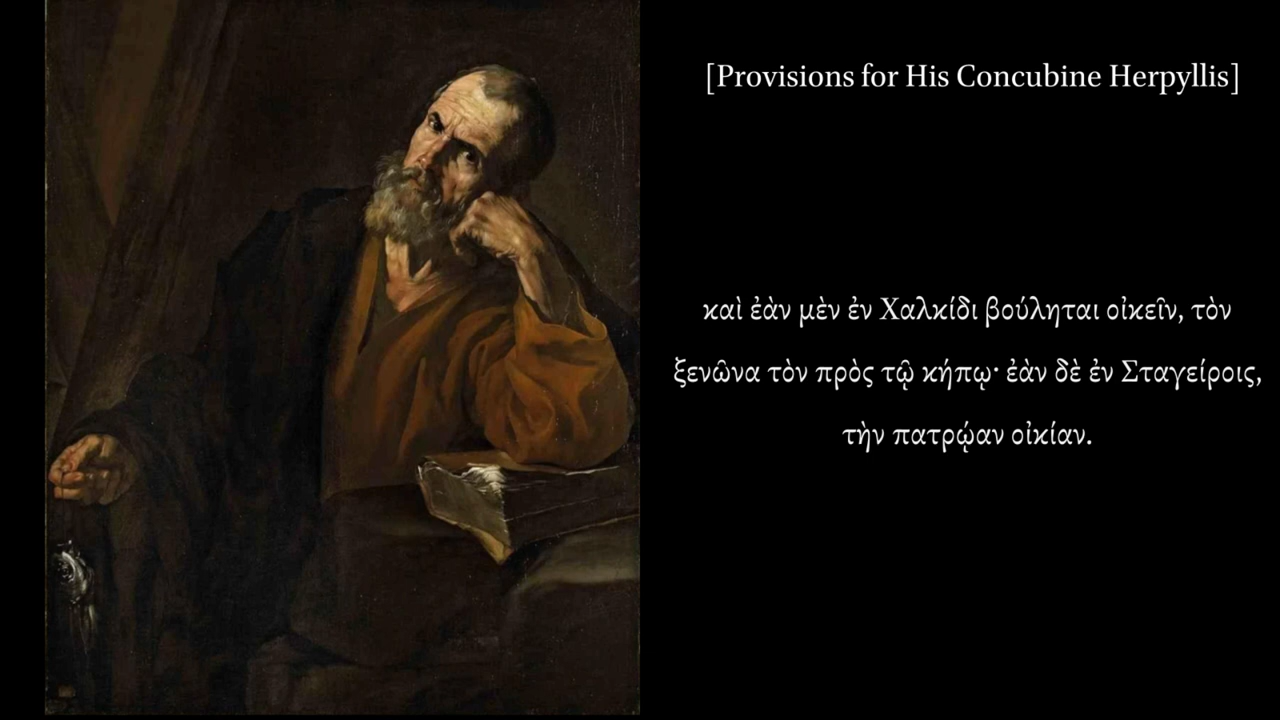 [Provisions for His Concubine Herpyllis]
καὶ ἐὰν μὲν ἐν Χαλκίδι βούληται οἰκεῖν, τὸν
ξενῶνα τὸν πρὸς τῷ κήπῳ· ἐὰν δὲ ἐν Σταγείροις,
τὴν πατρῴαν οἰκίαν.